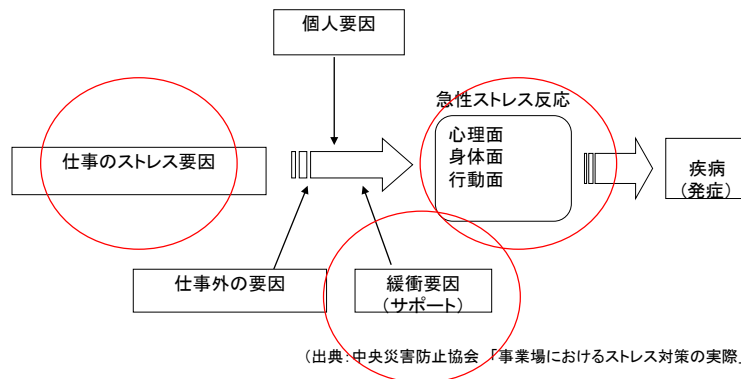 個人要因
急性ストレス反応
心理面
身体面
行動面
仕事のストレス要因
疾病
(発症)
仕事外の要因
緩衝要因
(サポート)
(出典:中央災害防止協会 「事業場におけるストレス対策の実際」